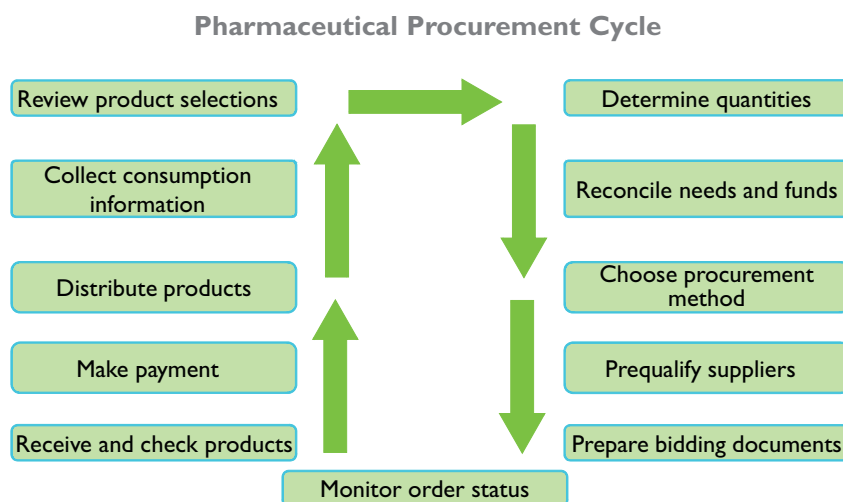 Pharmaceutical Procurement Cycle
Review product selections
Determine quantities
Collect consumption
information
Reconcile needs and funds
Distribute products
Choose procurement
method
Make payment
Prequalify suppliers
Receive and check products
Prepare bidding documents
Monitor order status